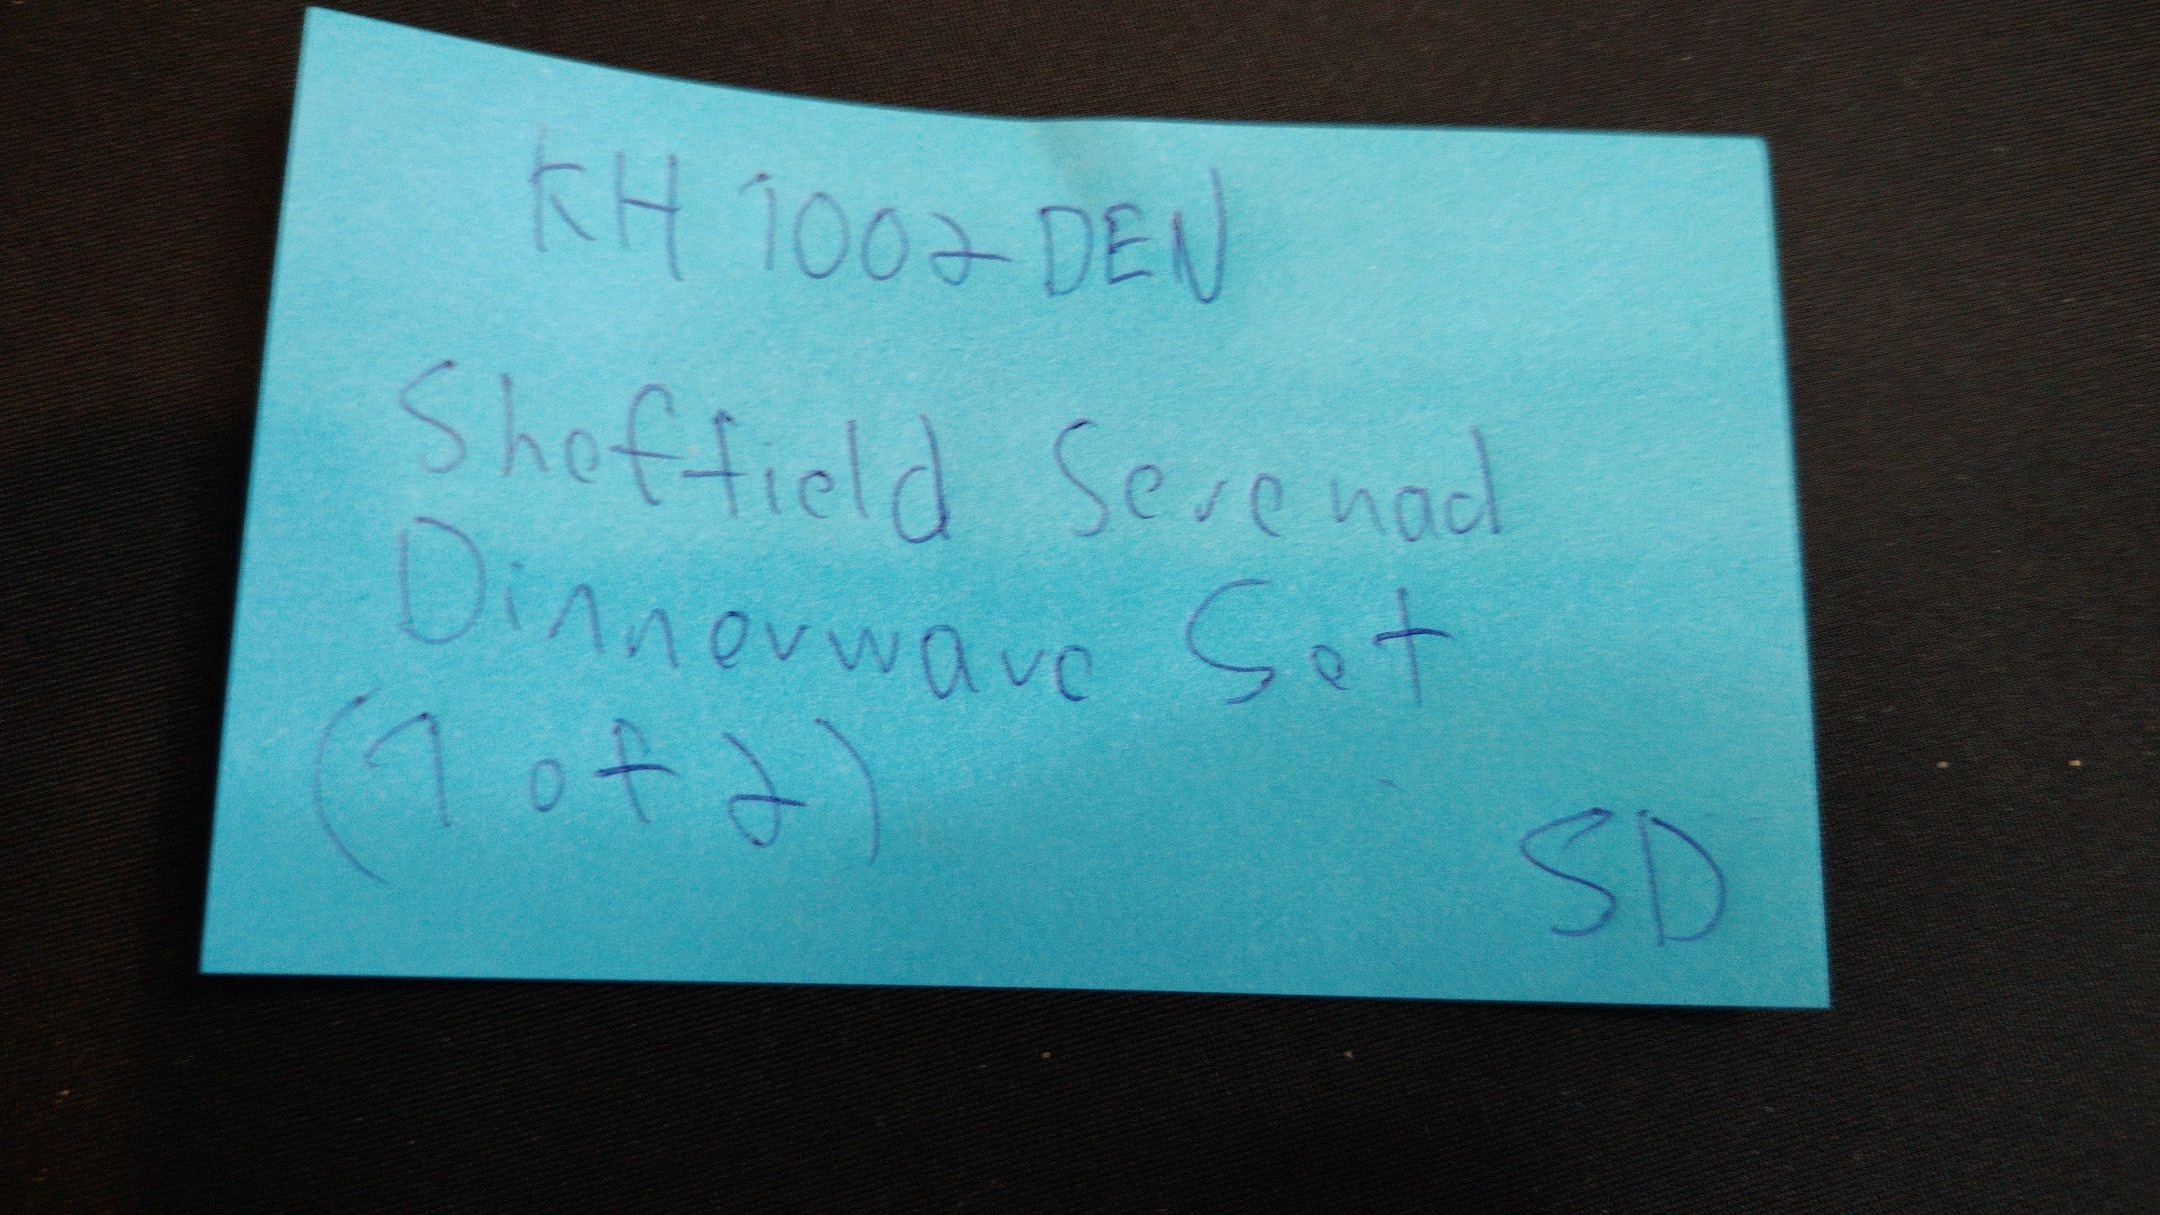 KH 1002 DEN
Sheffield Serenad
Dinnerware Set
(1 of 2)
SD